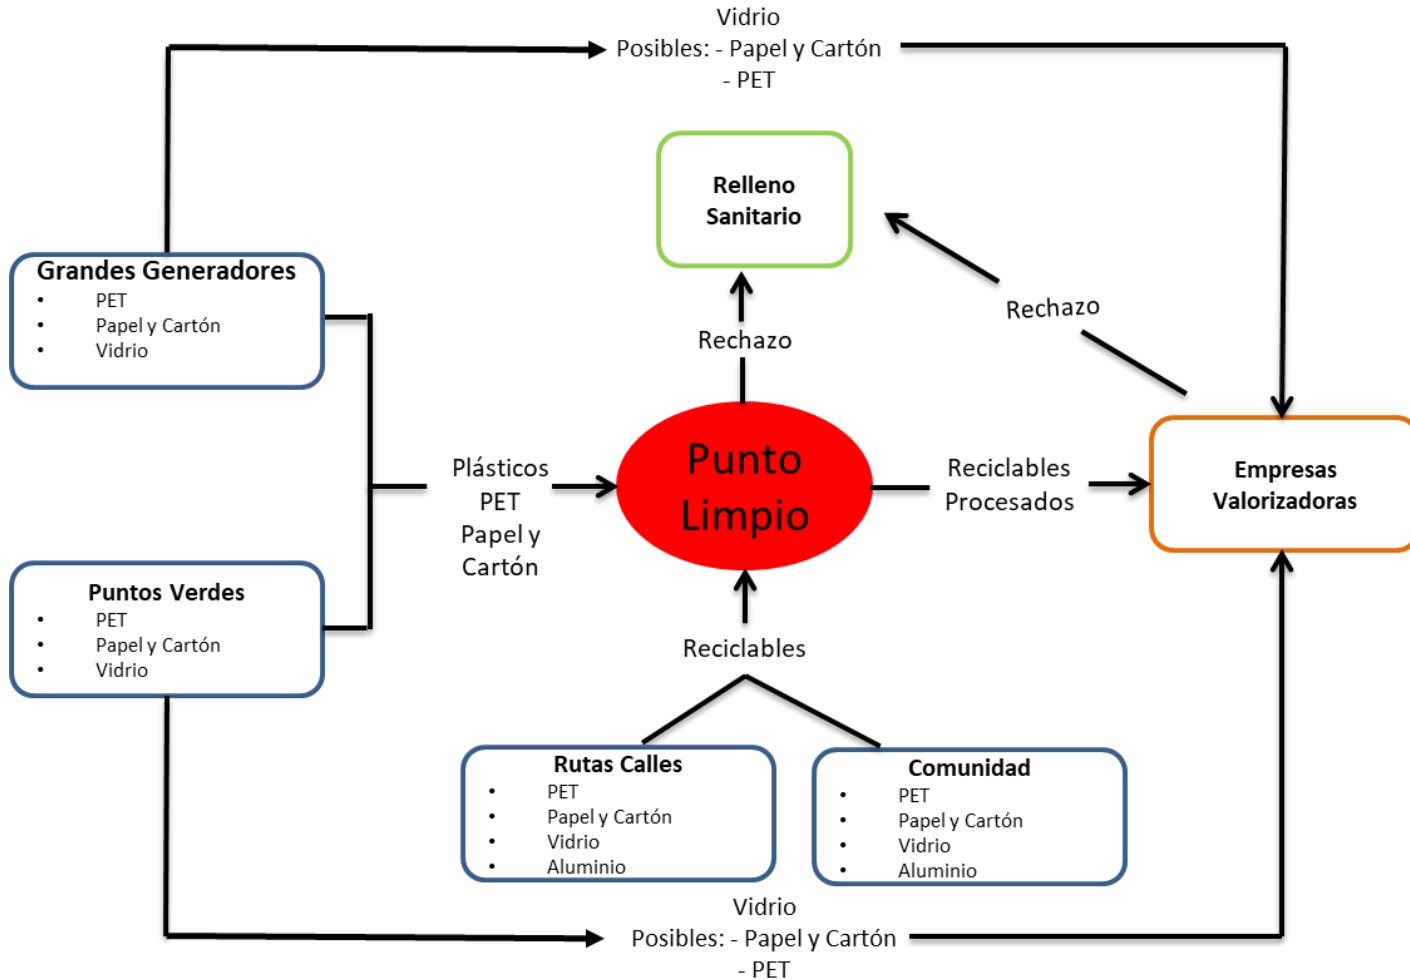 Vidrio
Posibles: - Papel y Cartón
- PET
Relleno
Sanitario
Grandes Generadores
• PET
• Papel y Cartón
• Vidrio
Rechazo
Rechazo
Punto
Limpio
Plásticos
PET
Papel y
Cartón
Reciclables
Procesados
Empresas
Valorizadoras
Puntos Verdes
• PET
• Papel y Cartón
• Vidrio
Reciclables
Rutas Calles
• PET
• Papel y Cartón
• Vidrio
• Aluminio
Comunidad
• PET
• Papel y Cartón
• Vidrio
• Aluminio
Vidrio
Posibles: - Papel y Cartón
- PET